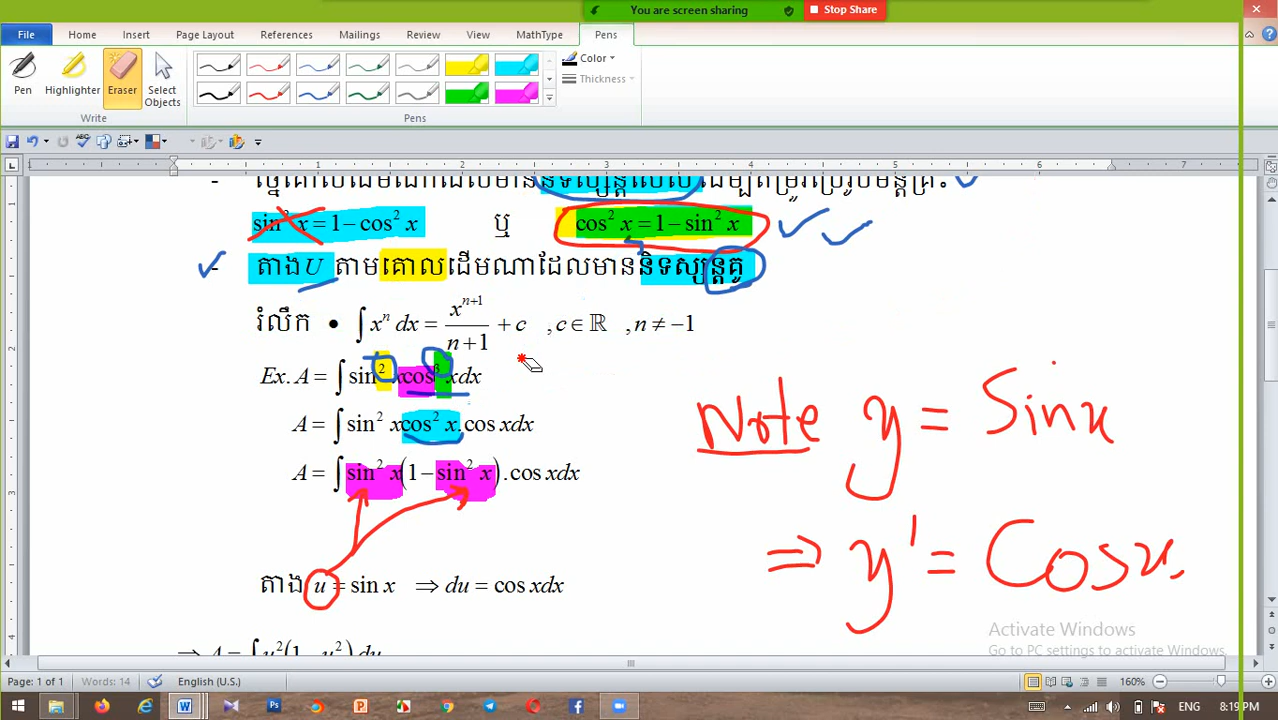 You are screen sharing Stop Share
File Home Insert Page Layout References Mailings Review View MathType Pens
Pen Highlighter Eraser Select Objects Color Thickness
Write Pens
sin² x = 1 − cos² x ឬ cos² x = 1 − sin² x
- តាង U តាមគោលដើមណាដែលមាននិទស្សន្តគូ
រំលឹក • ∫ xⁿ dx = xⁿ⁺¹/(n+1) + c , c ∈ ℝ , n ≠ −1
Ex. A = ∫ sin² x cos³ xdx
A = ∫ sin² x cos² x . cos xdx
A = ∫ sin² x (1 − sin² x) . cos xdx
Note y = Sinx
⇒ y' = Cosx.
តាង u = sin x ⇒ du = cos xdx
⇒ A = ∫ u² (1 − u²) du
Activate Windows
Go to PC settings to activate Windows.
Page: 1 of 1 Words: 14 English (U.S.) 160%
ENG 8:19 PM